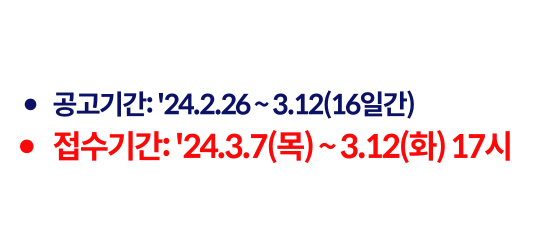 • 공고기간: '24.2.26 ~ 3.12(16일간)
• 접수기간: '24.3.7(목) ~ 3.12(화) 17시